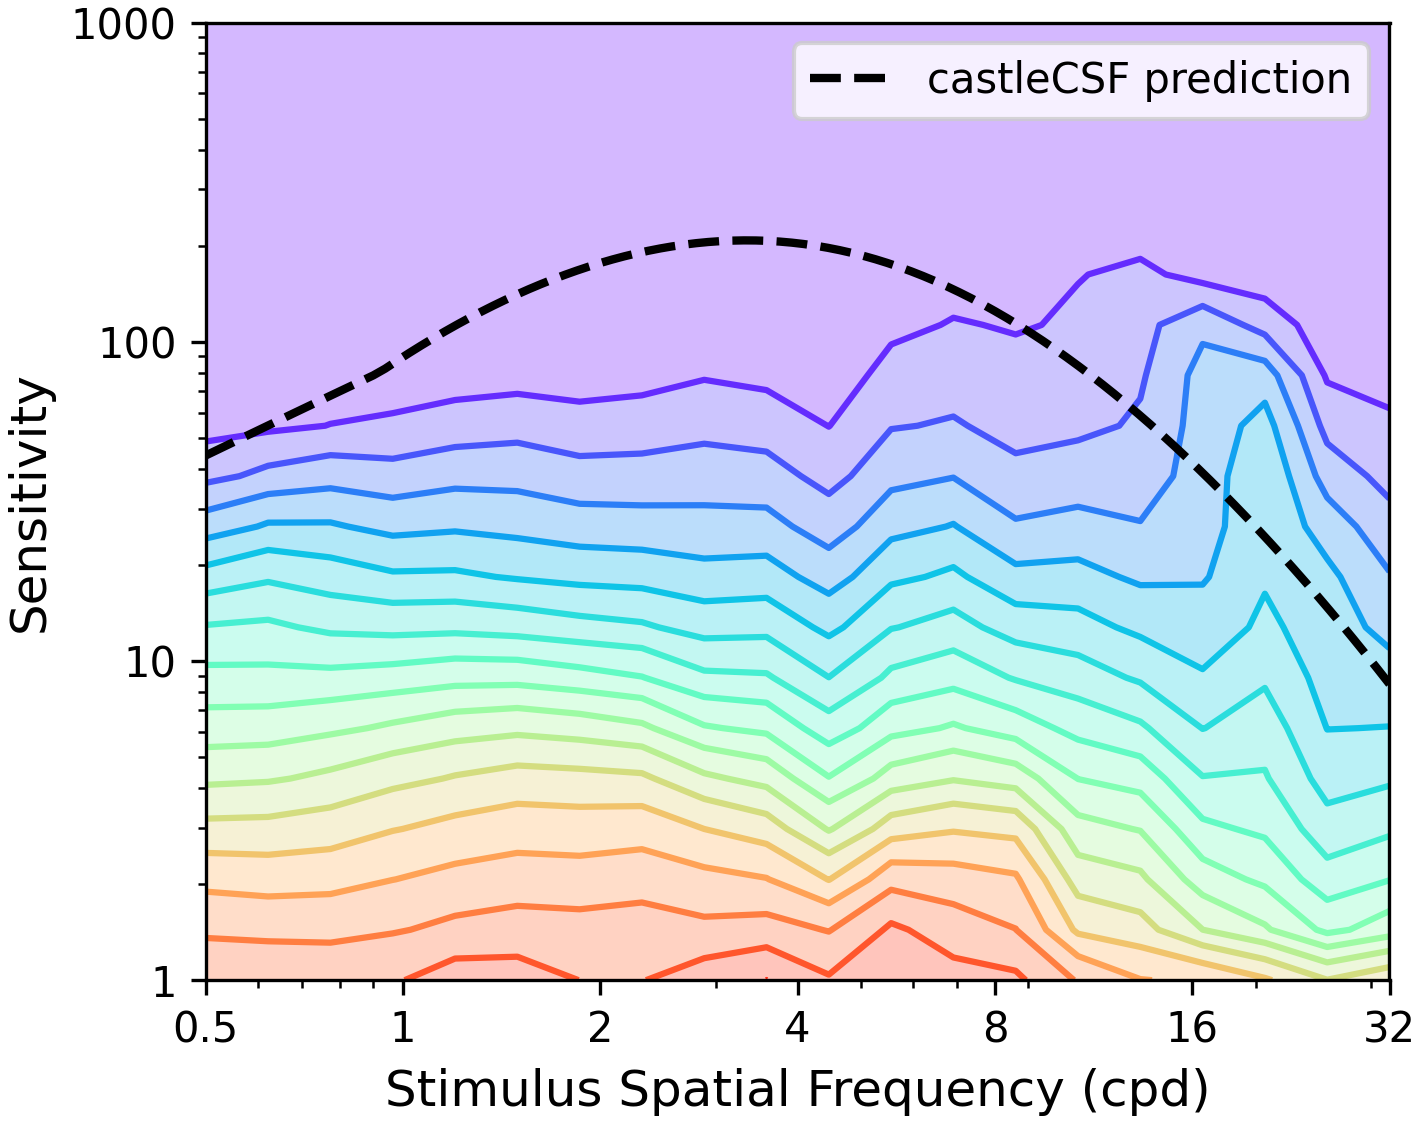 1000
100
10
1
Sensitivity
castleCSF prediction
0.5 1 2 4 8 16 32
Stimulus Spatial Frequency (cpd)